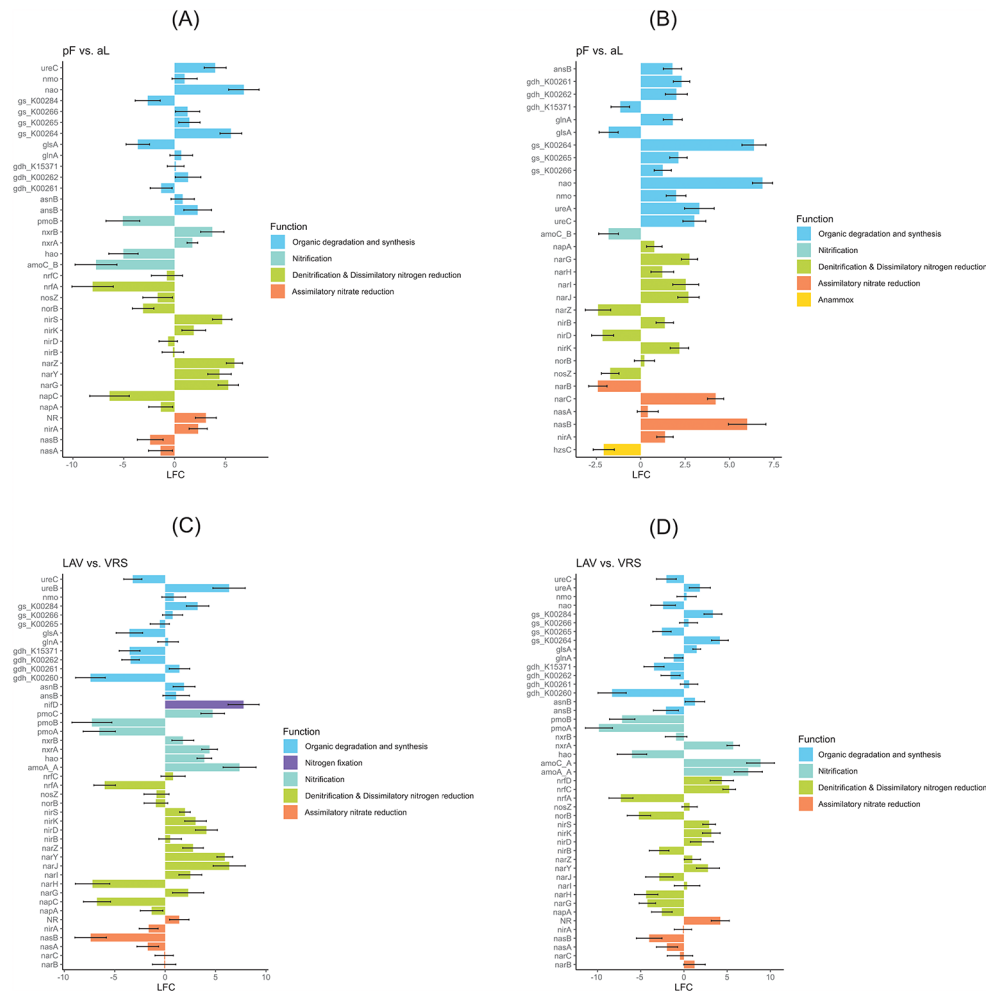 (A)
pF vs. aL
ureC
nmo
nao
gs_K00284
gs_K00266
gs_K00265
gs_K00264
glsA
glnA
gdh_K15371
gdh_K00262
gdh_K00261
asnB
ansB
pmoB
nxrB
nxrA
hao
amoC_B
nrfC
nrfA
nosZ
norB
nirS
nirK
nirD
nirB
narZ
narY
narG
napC
napA
NR
nirA
nasB
nasA
-10
-5
0
5
LFC
Function
Organic degradation and synthesis
Nitrification
Denitrification & Dissimilatory nitrogen reduction
Assimilatory nitrate reduction
(B)
pF vs. aL
ansB
gdh_K00261
gdh_K00262
gdh_K15371
glnA
glsA
gs_K00264
gs_K00265
gs_K00266
nao
nmo
ureA
ureC
amoC_B
napA
narG
narH
narI
narJ
narZ
nirB
nirD
nirK
norB
nosZ
narB
narC
nasA
nasB
nirA
hzsC
-2.5
0.0
2.5
5.0
7.5
LFC
Function
Organic degradation and synthesis
Nitrification
Denitrification & Dissimilatory nitrogen reduction
Assimilatory nitrate reduction
Anammox
(C)
LAV vs. VRS
ureC
ureB
nmo
gs_K00284
gs_K00266
gs_K00265
glsA
glnA
gdh_K15371
gdh_K00262
gdh_K00261
gdh_K00260
asnB
ansB
nifD
pmoC
pmoB
pmoA
nxrB
nxrA
hao
amoA_A
nrfC
nrfA
nosZ
norB
nirS
nirK
nirD
nirB
narZ
narY
narJ
narI
narH
narG
napC
napA
NR
nirA
nasB
nasA
narC
narB
-10
-5
0
5
10
LFC
Function
Organic degradation and synthesis
Nitrogen fixation
Nitrification
Denitrification & Dissimilatory nitrogen reduction
Assimilatory nitrate reduction
(D)
LAV vs. VRS
ureC
ureA
nmo
nao
gs_K00284
gs_K00266
gs_K00265
gs_K00264
glsA
glnA
gdh_K15371
gdh_K00262
gdh_K00261
gdh_K00260
asnB
ansB
pmoB
pmoA
nxrB
nxrA
hao
amoC_A
amoA_A
nrfD
nrfC
nrfA
nosZ
norB
nirS
nirK
nirD
nirB
narZ
narY
narJ
narI
narH
narG
napA
NR
nirA
nasB
nasA
narC
narB
-10
-5
0
5
10
LFC
Function
Organic degradation and synthesis
Nitrification
Denitrification & Dissimilatory nitrogen reduction
Assimilatory nitrate reduction